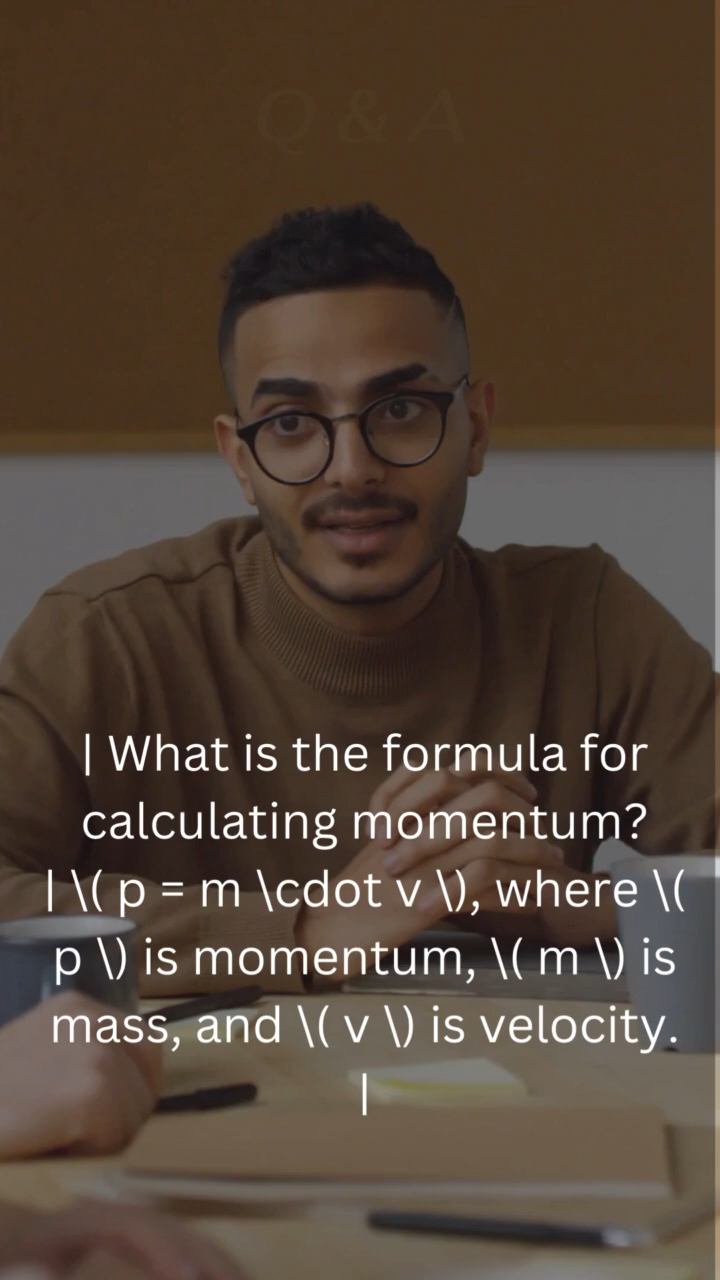 Q & A
| What is the formula for
calculating momentum?
| \( p = m \cdot v \), where \(
p \) is momentum, \( m \) is
mass, and \( v \) is velocity.
|